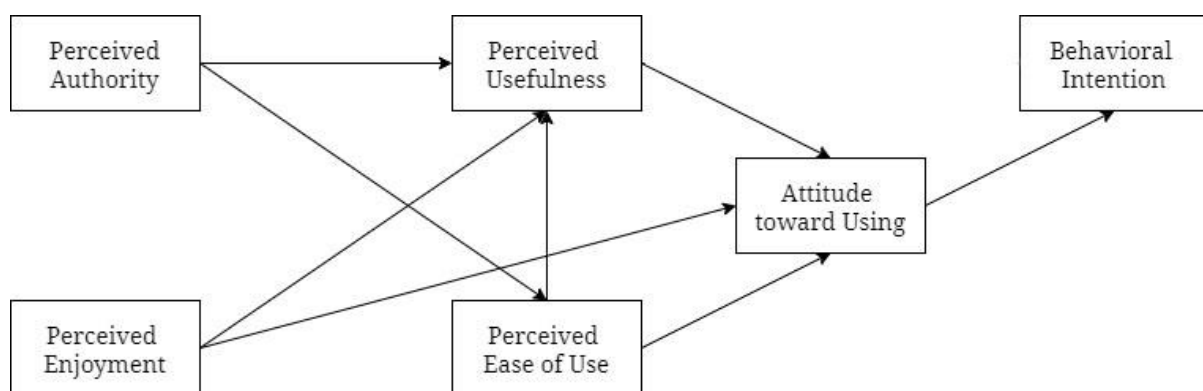 Perceived
Authority
Perceived
Usefulness
Behavioral
Intention
Attitude
toward Using
Perceived
Enjoyment
Perceived
Ease of Use